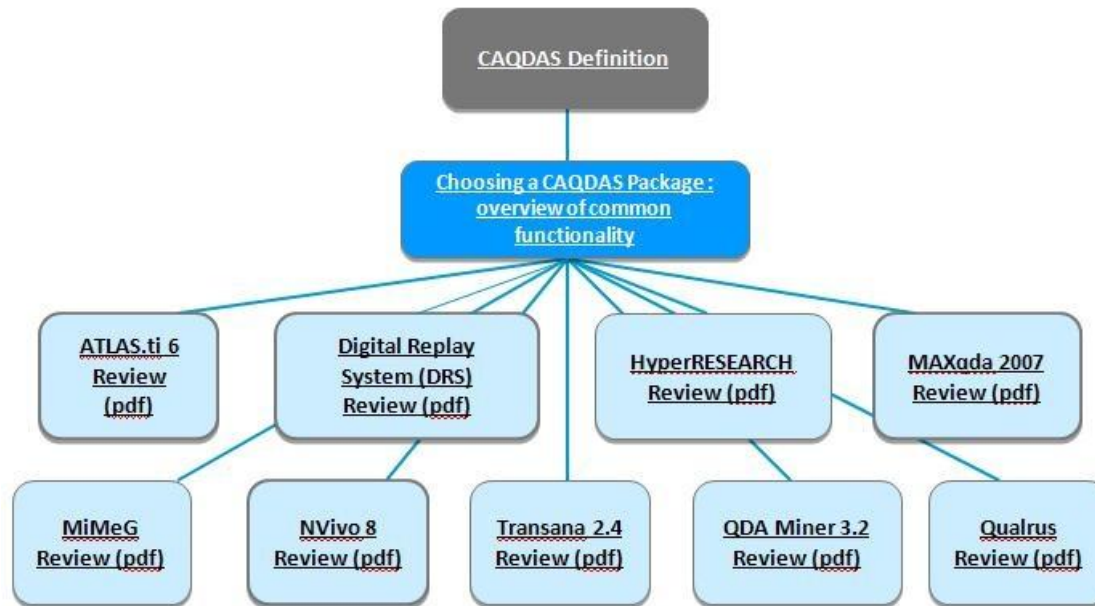 CAQDAS Definition
Choosing a CAQDAS Package :
overview of common
functionality
ATLAS.ti 6
Review
(pdf)
Digital Replay
System (DRS)
Review (pdf)
HyperRESEARCH
Review (pdf)
MAXqda 2007
Review (pdf)
MiMeG
Review (pdf)
NVivo 8
Review (pdf)
Transana 2.4
Review (pdf)
QDA Miner 3.2
Review (pdf)
Qualrus
Review (pdf)